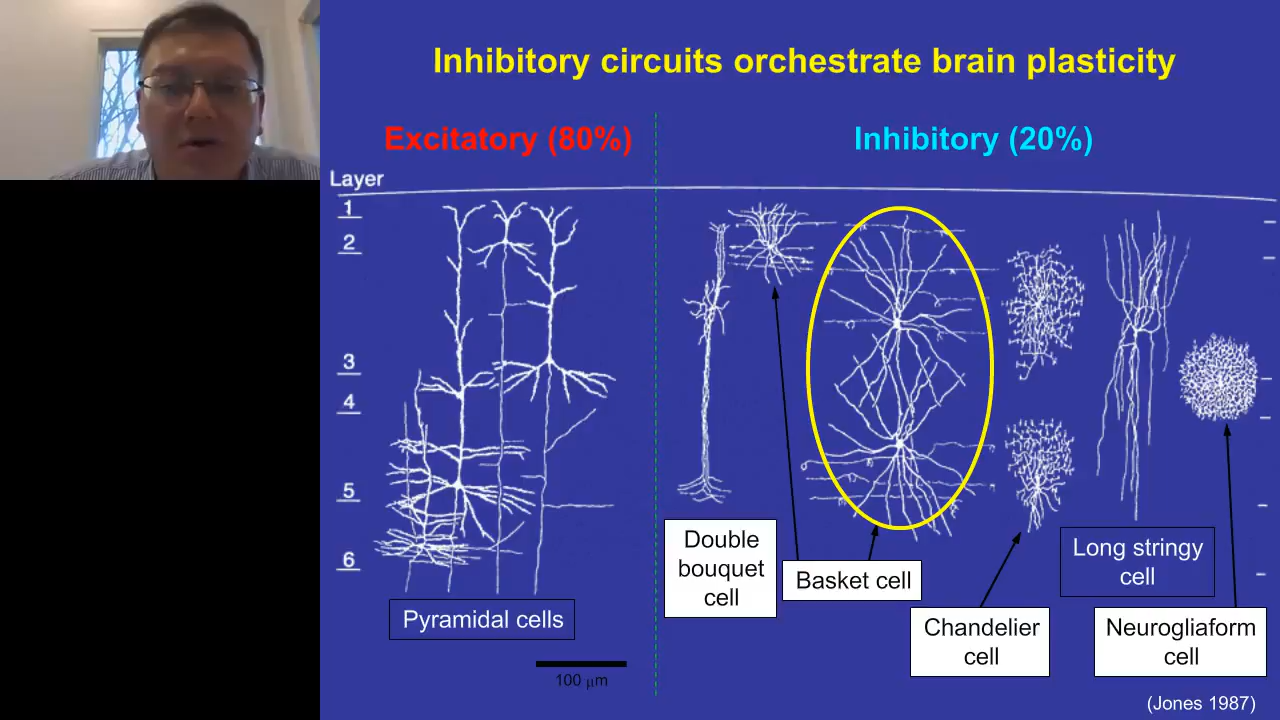 Inhibitory circuits orchestrate brain plasticity
Excitatory (80%)
Inhibitory (20%)
Layer
1
2
3
4
5
6
Pyramidal cells
100 μm
Double
bouquet
cell
Basket cell
Chandelier
cell
Long stringy
cell
Neurogliaform
cell
(Jones 1987)